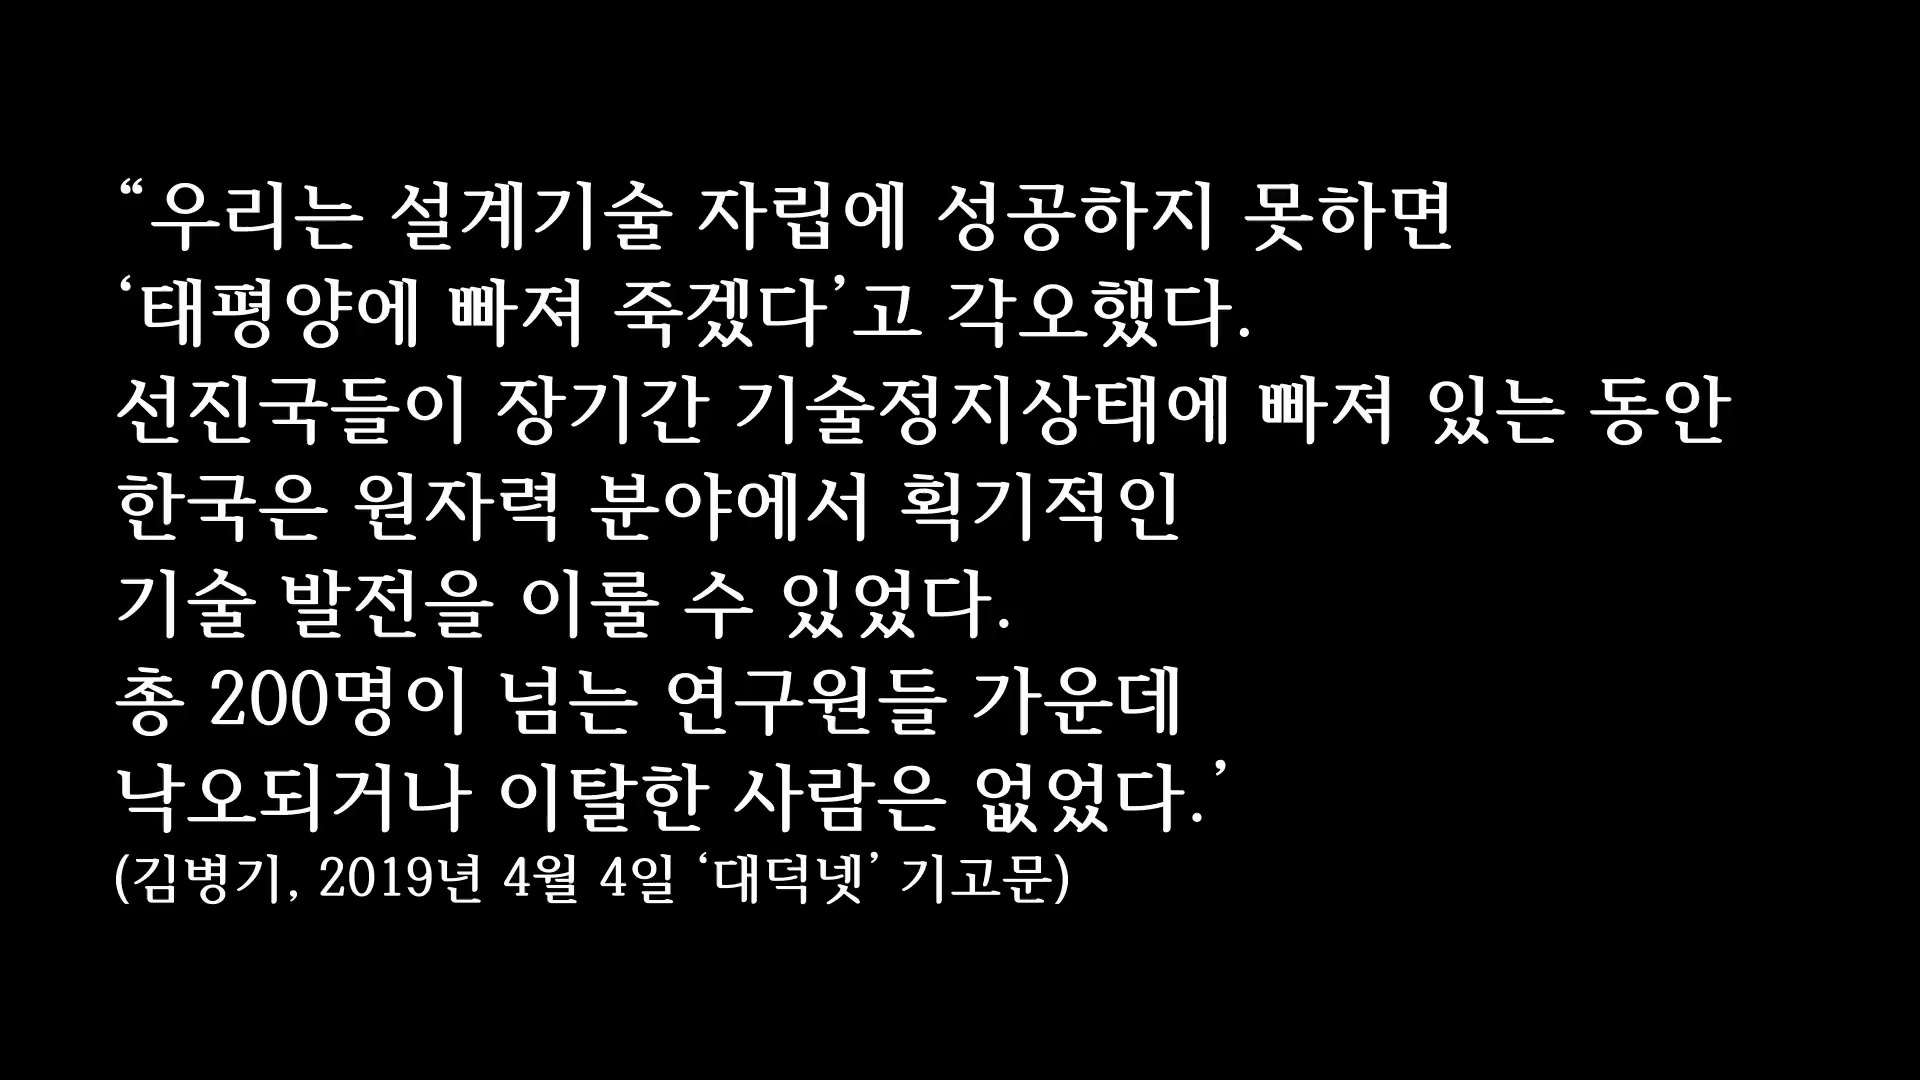 “우리는 설계기술 자립에 성공하지 못하면
‘태평양에 빠져 죽겠다’고 각오했다.
선진국들이 장기간 기술정지상태에 빠져 있는 동안
한국은 원자력 분야에서 획기적인
기술 발전을 이룰 수 있었다.
총 200명이 넘는 연구원들 가운데
낙오되거나 이탈한 사람은 없었다.’
(김병기, 2019년 4월 4일 ‘대덕넷’ 기고문)